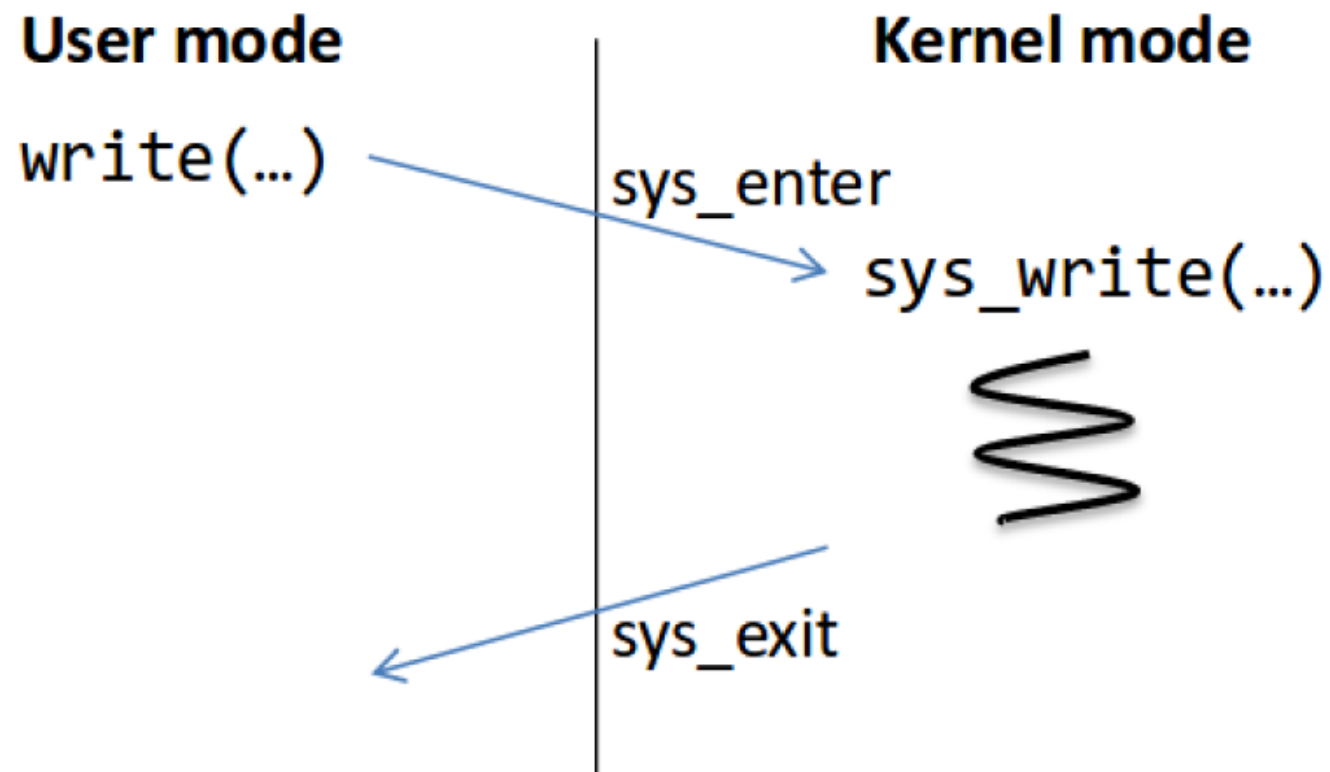 User mode
Kernel mode
write(…)
sys_enter
sys_write(…)
sys_exit